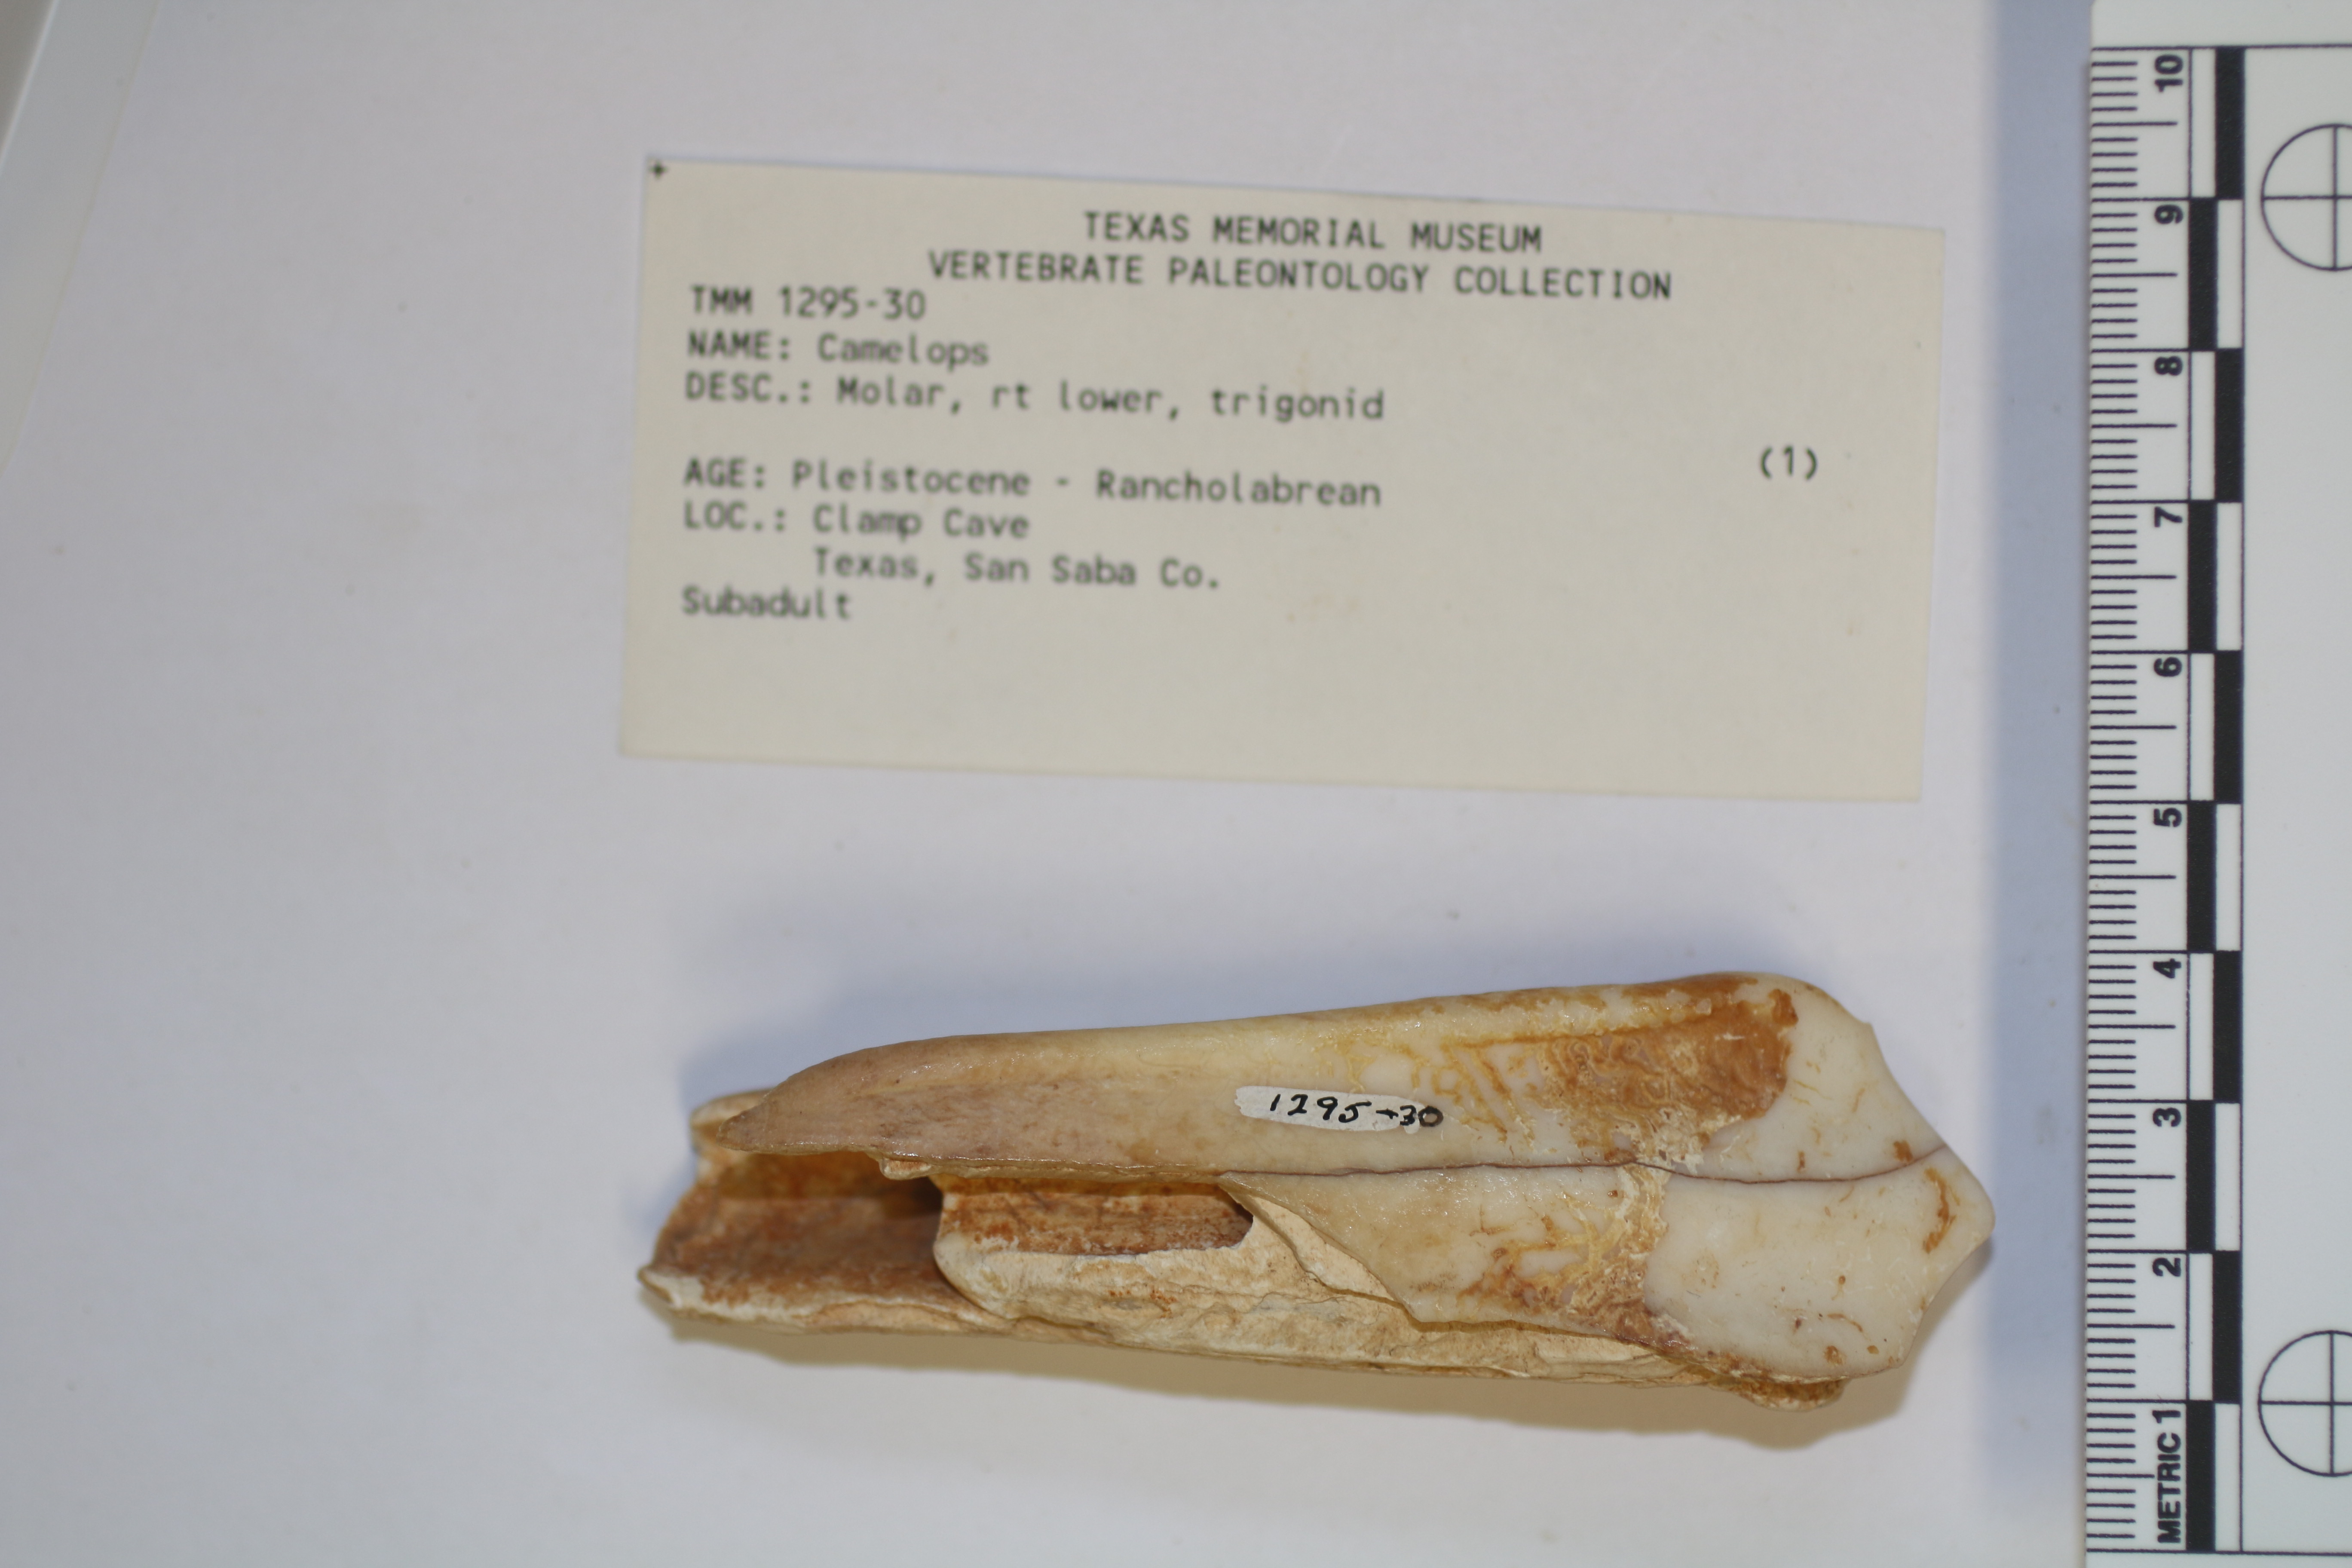 TEXAS MEMORIAL MUSEUM
VERTEBRATE PALEONTOLOGY COLLECTION
TMM 1295-30
NAME: Camelops
DESC.: Molar, rt lower, trigonid
(1)
AGE: Pleistocene - Rancholabrean
LOC.: Clamp Cave
Texas, San Saba Co.
Subadult
1295-30
10
9
8
7
6
5
4
3
2
METRIC 1